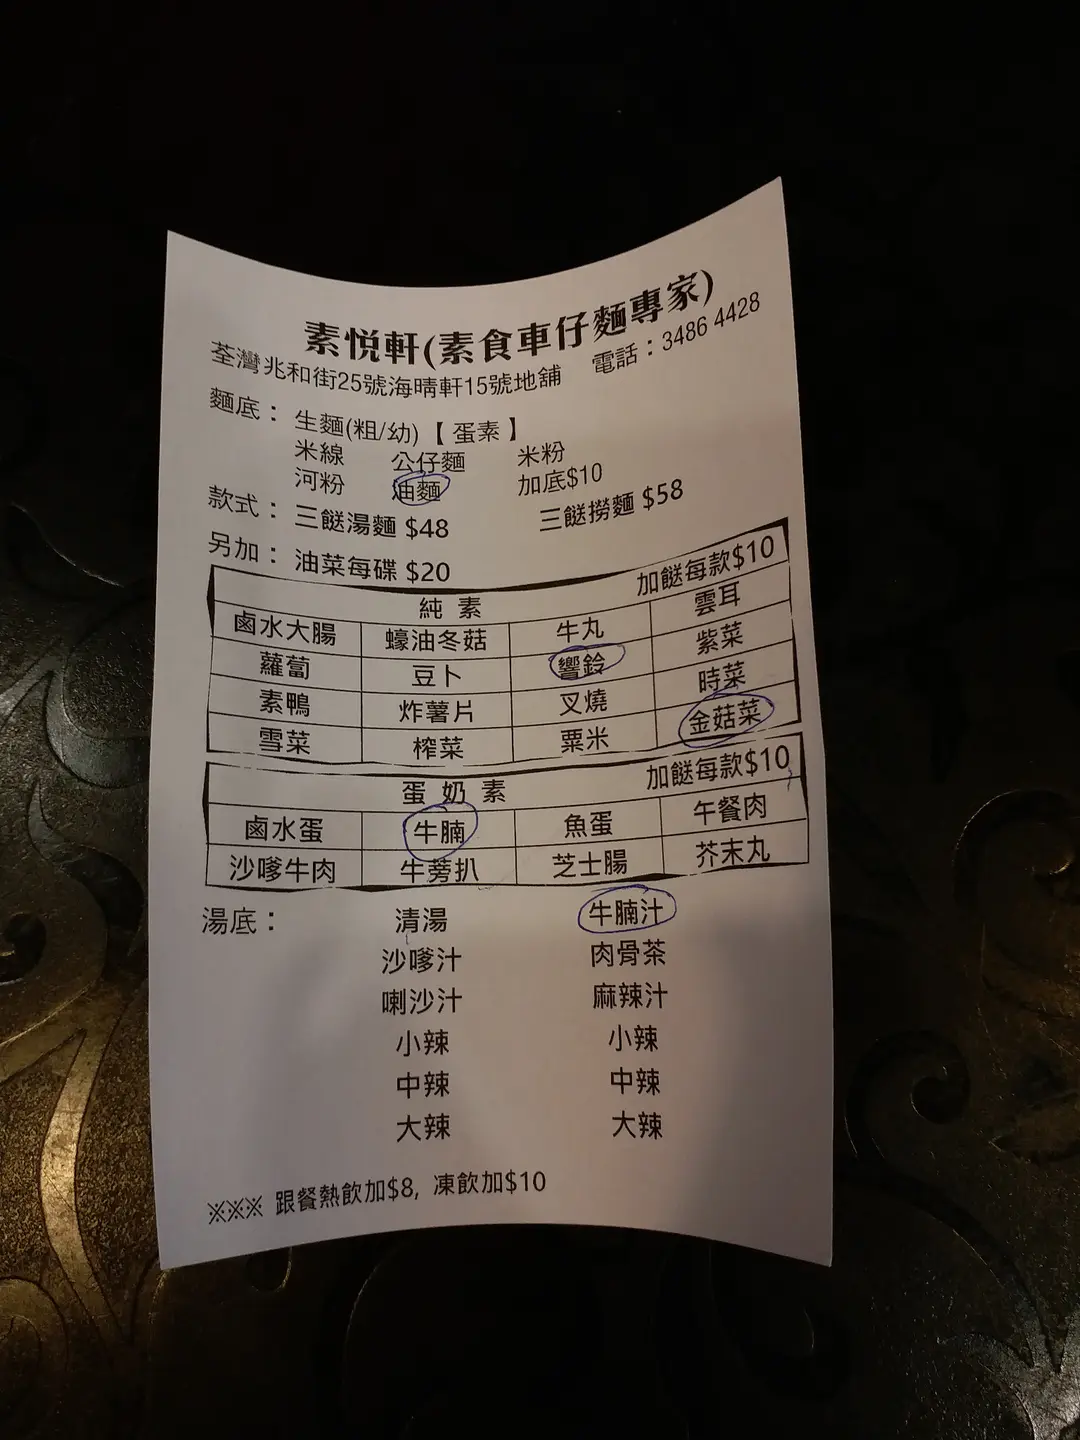 素悅軒(素食車仔麵專家)
荃灣兆和街25號海晴軒15號地舖 電話：3486 4428
麵底： 生麵(粗/幼)【 蛋素 】
米線 公仔麵 米粉
河粉 油麵 加底$10
款式： 三餸湯麵 $48 三餸撈麵 $58
另加： 油菜每碟 $20
純 素 加餸每款$10
鹵水大腸 蠔油冬菇 牛丸 雲耳
蘿蔔 豆卜 響鈴 紫菜
素鴨 炸薯片 叉燒 時菜
雪菜 榨菜 粟米 金菇菜
蛋 奶 素 加餸每款$10
鹵水蛋 牛腩 魚蛋 午餐肉
沙嗲牛肉 牛蒡扒 芝士腸 芥末丸
湯底： 清湯 牛腩汁
沙嗲汁 肉骨茶
喇沙汁 麻辣汁
小辣 小辣
中辣 中辣
大辣 大辣
※※※ 跟餐熱飲加$8, 凍飲加$10